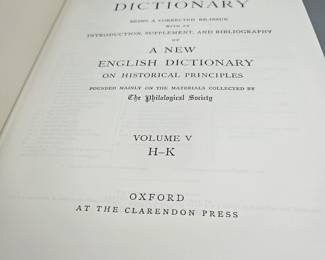 DICTIONARY
BEING A CORRECTED RE-ISSUE
WITH AN
INTRODUCTION, SUPPLEMENT, AND BIBLIOGRAPHY
OF
A NEW
ENGLISH DICTIONARY
ON HISTORICAL PRINCIPLES
FOUNDED MAINLY ON THE MATERIALS COLLECTED BY
The Philological Society
VOLUME V
H–K
OXFORD
AT THE CLARENDON PRESS